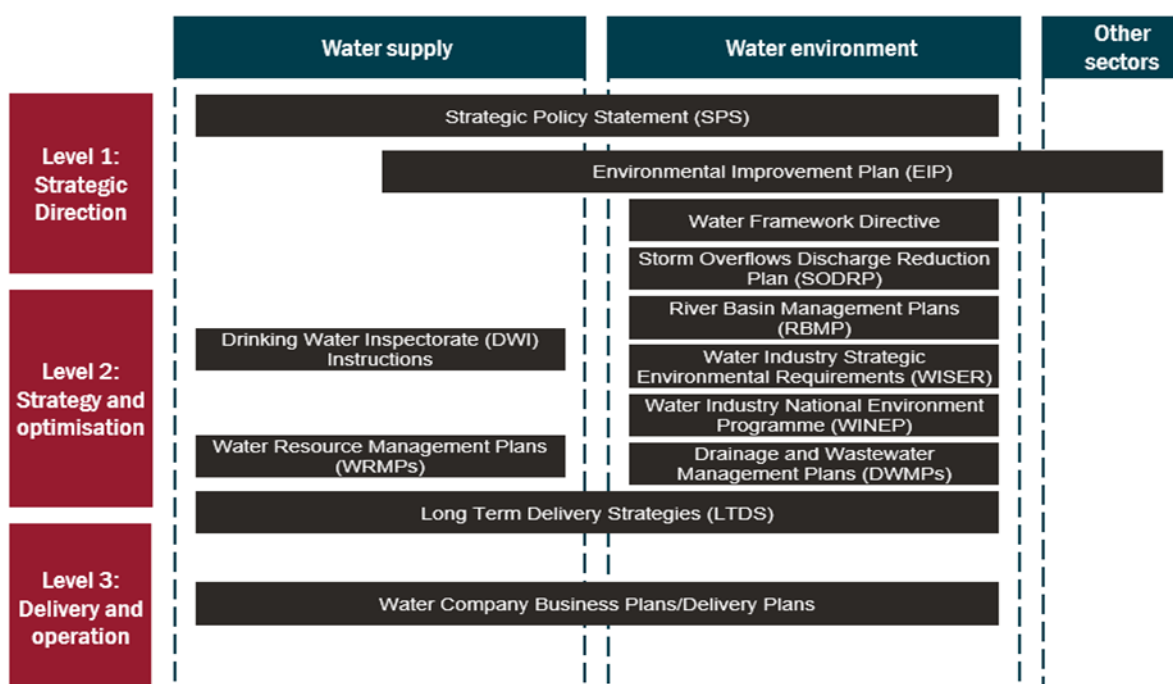 Water supply
Water environment
Other
sectors
Level 1:
Strategic
Direction
Strategic Policy Statement (SPS)
Environmental Improvement Plan (EIP)
Water Framework Directive
Storm Overflows Discharge Reduction
Plan (SODRP)
Level 2:
Strategy and
optimisation
River Basin Management Plans
(RBMP)
Drinking Water Inspectorate (DWI)
Instructions
Water Industry Strategic
Environmental Requirements (WISER)
Water Industry National Environment
Programme (WINEP)
Water Resource Management Plans
(WRMPs)
Drainage and Wastewater
Management Plans (DWMPs)
Long Term Delivery Strategies (LTDS)
Level 3:
Delivery and
operation
Water Company Business Plans/Delivery Plans